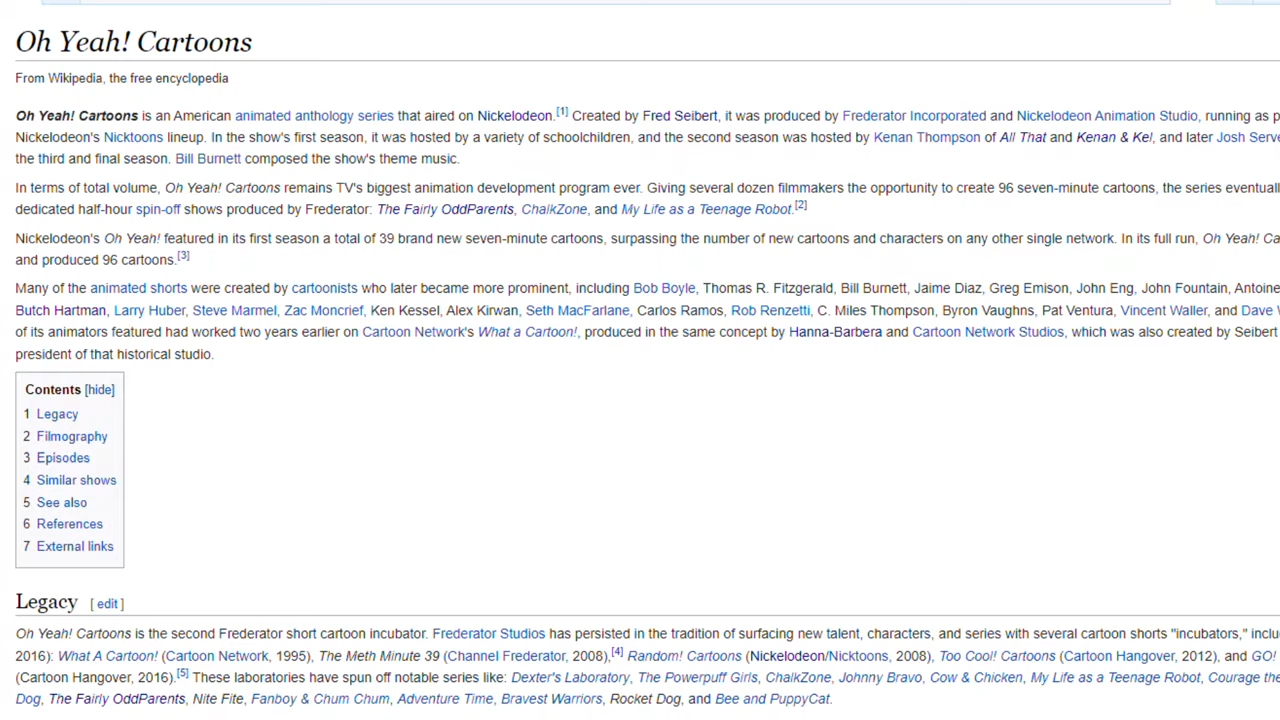 Oh Yeah! Cartoons
From Wikipedia, the free encyclopedia
Oh Yeah! Cartoons is an American animated anthology series that aired on Nickelodeon.[1] Created by Fred Seibert, it was produced by Frederator Incorporated and Nickelodeon Animation Studio, running as p
Nickelodeon's Nicktoons lineup. In the show's first season, it was hosted by a variety of schoolchildren, and the second season was hosted by Kenan Thompson of All That and Kenan & Kel, and later Josh Serve
the third and final season. Bill Burnett composed the show's theme music.
In terms of total volume, Oh Yeah! Cartoons remains TV's biggest animation development program ever. Giving several dozen filmmakers the opportunity to create 96 seven-minute cartoons, the series eventuall
dedicated half-hour spin-off shows produced by Frederator: The Fairly OddParents, ChalkZone, and My Life as a Teenage Robot.[2]
Nickelodeon's Oh Yeah! featured in its first season a total of 39 brand new seven-minute cartoons, surpassing the number of new cartoons and characters on any other single network. In its full run, Oh Yeah! Ca
and produced 96 cartoons.[3]
Many of the animated shorts were created by cartoonists who later became more prominent, including Bob Boyle, Thomas R. Fitzgerald, Bill Burnett, Jaime Diaz, Greg Emison, John Eng, John Fountain, Antoine
Butch Hartman, Larry Huber, Steve Marmel, Zac Moncrief, Ken Kessel, Alex Kirwan, Seth MacFarlane, Carlos Ramos, Rob Renzetti, C. Miles Thompson, Byron Vaughns, Pat Ventura, Vincent Waller, and Dave W
of its animators featured had worked two years earlier on Cartoon Network's What a Cartoon!, produced in the same concept by Hanna-Barbera and Cartoon Network Studios, which was also created by Seibert
president of that historical studio.
Contents [hide]
1 Legacy
2 Filmography
3 Episodes
4 Similar shows
5 See also
6 References
7 External links
Legacy [ edit ]
Oh Yeah! Cartoons is the second Frederator short cartoon incubator. Frederator Studios has persisted in the tradition of surfacing new talent, characters, and series with several cartoon shorts "incubators," inclu
2016): What A Cartoon! (Cartoon Network, 1995), The Meth Minute 39 (Channel Frederator, 2008),[4] Random! Cartoons (Nickelodeon/Nicktoons, 2008), Too Cool! Cartoons (Cartoon Hangover, 2012), and GO!
(Cartoon Hangover, 2016).[5] These laboratories have spun off notable series like: Dexter's Laboratory, The Powerpuff Girls, ChalkZone, Johnny Bravo, Cow & Chicken, My Life as a Teenage Robot, Courage the
Dog, The Fairly OddParents, Nite Fite, Fanboy & Chum Chum, Adventure Time, Bravest Warriors, Rocket Dog, and Bee and PuppyCat.